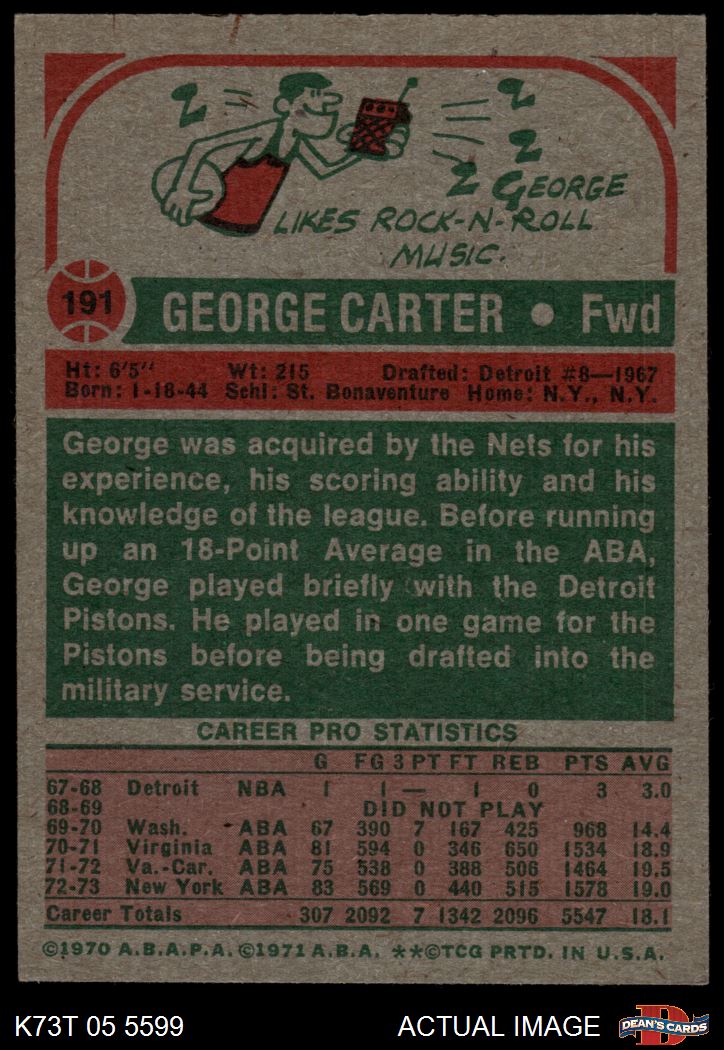 GEORGE
LIKES ROCK-N-ROLL
MUSIC.
191 GEORGE CARTER • Fwd
Ht: 6'5" Wt: 215 Drafted: Detroit #8—1967
Born: 1-18-44 Schl: St. Bonaventure Home: N.Y., N.Y.
George was acquired by the Nets for his
experience, his scoring ability and his
knowledge of the league. Before running
up an 18-Point Average in the ABA,
George played briefly with the Detroit
Pistons. He played in one game for the
Pistons before being drafted into the
military service.
CAREER PRO STATISTICS
G FG 3 PT FT REB PTS AVG
67-68 Detroit NBA 1 1 — 1 0 3 3.0
68-69 DID NOT PLAY
69-70 Wash. ABA 67 390 7 167 425 968 14.4
70-71 Virginia ABA 81 594 0 346 650 1534 18.9
71-72 Va.-Car. ABA 75 538 0 388 506 1464 19.5
72-73 New York ABA 83 569 0 440 515 1578 19.0
Career Totals 307 2092 7 1342 2096 5547 18.1
©1970 A.B.A.P.A. ©1971 A.B.A. **©TCG PRTD. IN U.S.A.
K73T 05 5599 ACTUAL IMAGE DEAN'S CARDS